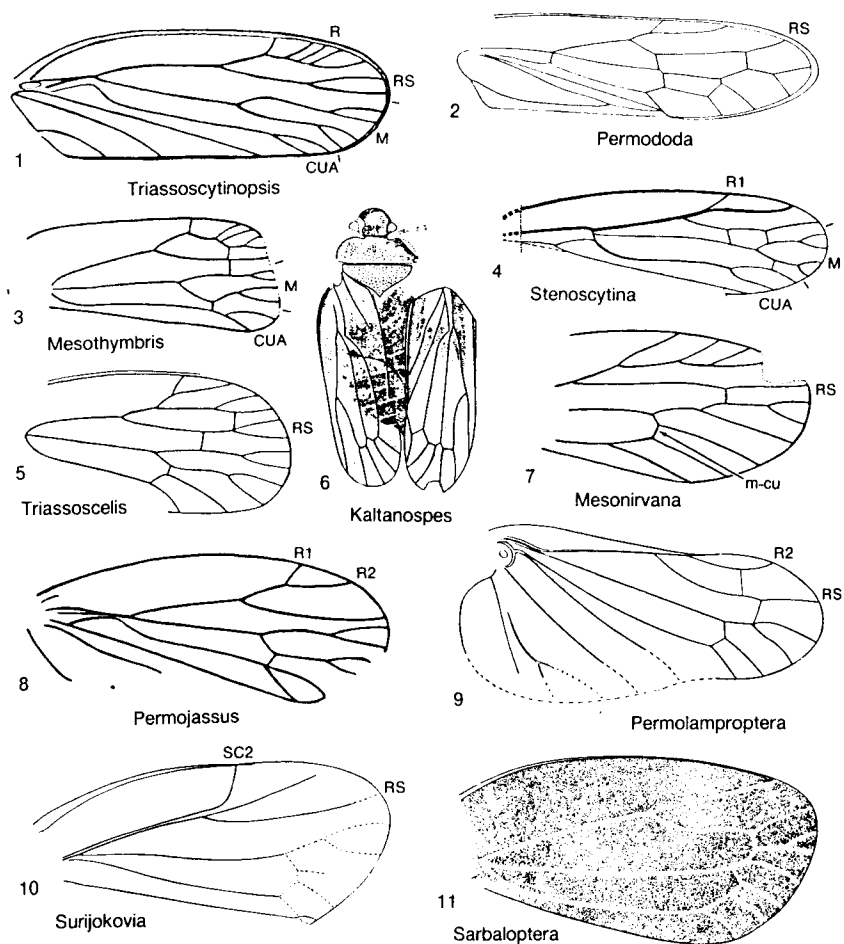 R
RS
M
CUA
1
Triassoscytinopsis
RS
2
Permododa
M
CUA
3
Mesothymbris
R1
M
CUA
4
Stenoscytina
RS
5
Triassoscelis
6
Kaltanospes
RS
m-cu
7
Mesonirvana
R1
R2
8
Permojassus
R2
RS
9
Permolamproptera
SC2
RS
10
Surijokovia
11
Sarbaloptera